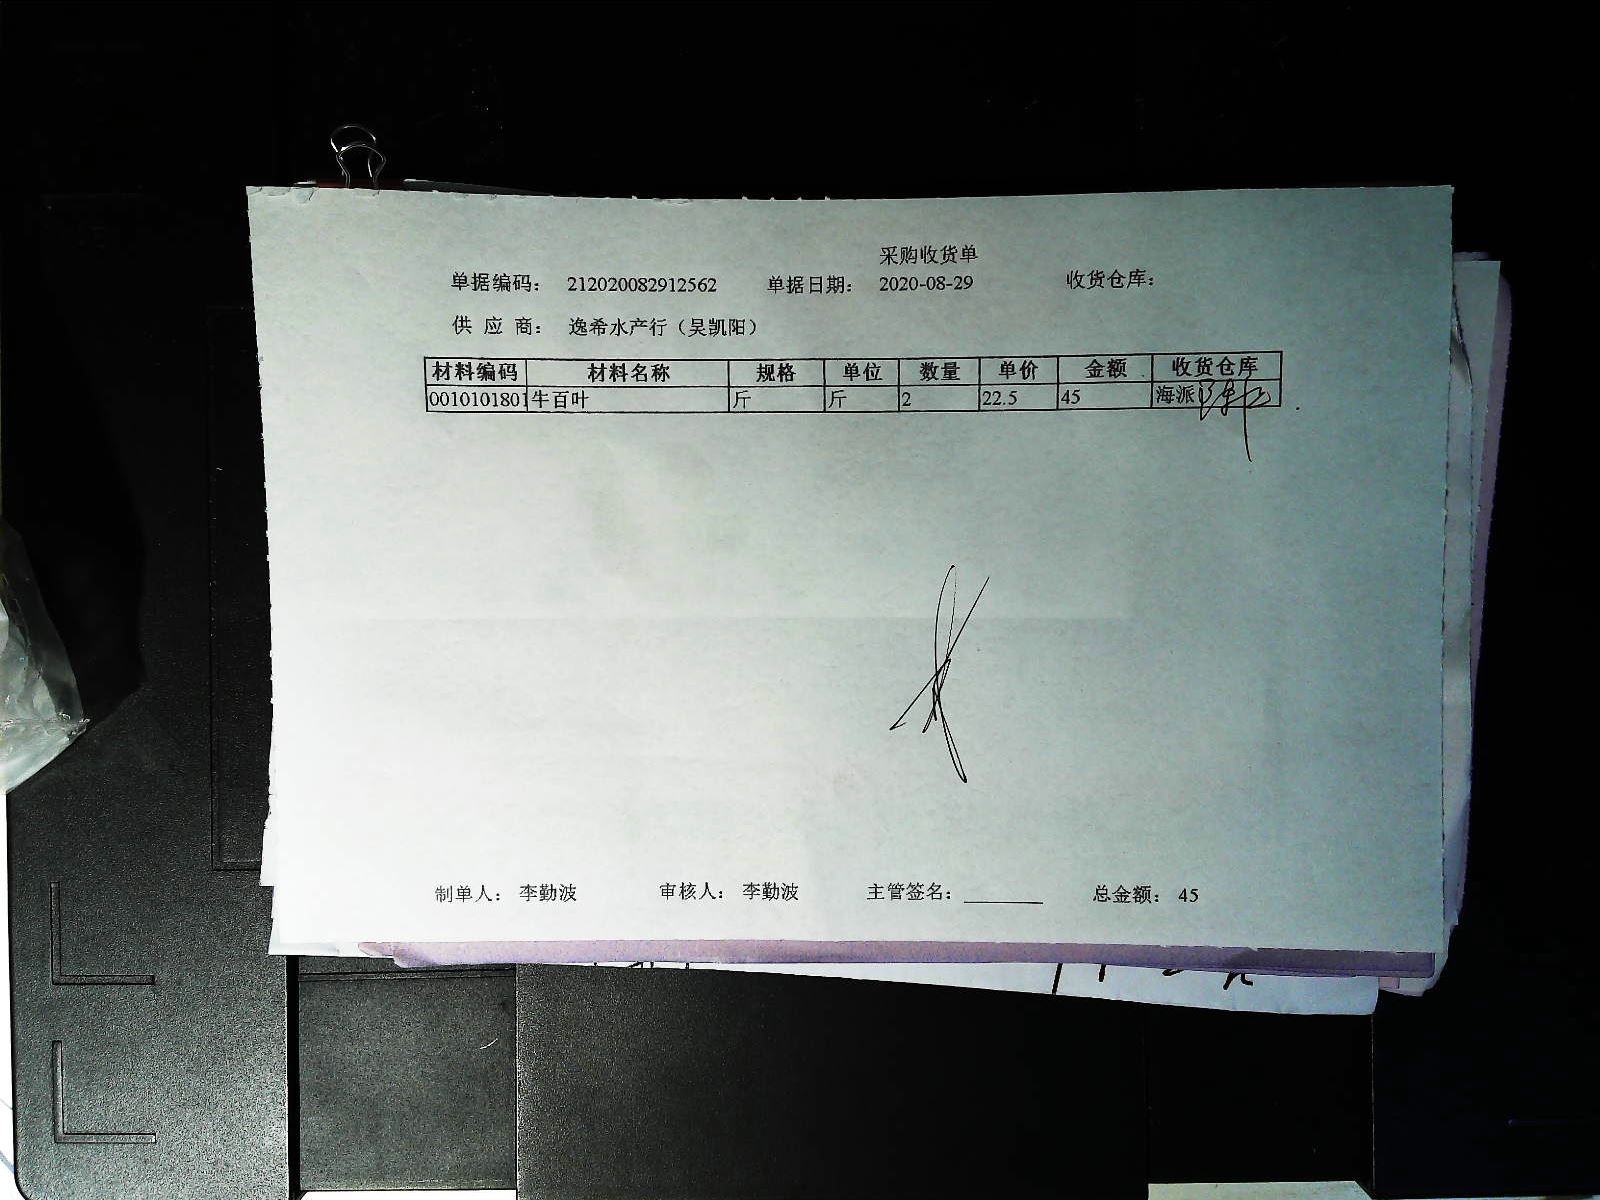 采购收货单
单据编码： 212020082912562 单据日期： 2020-08-29 收货仓库：
供 应 商： 逸希水产行（吴凯阳）
材料编码 材料名称 规格 单位 数量 单价 金额 收货仓库
0010101801 牛百叶 斤 斤 2 22.5 45 海派
制单人： 李勤波 审核人： 李勤波 主管签名：________ 总金额： 45